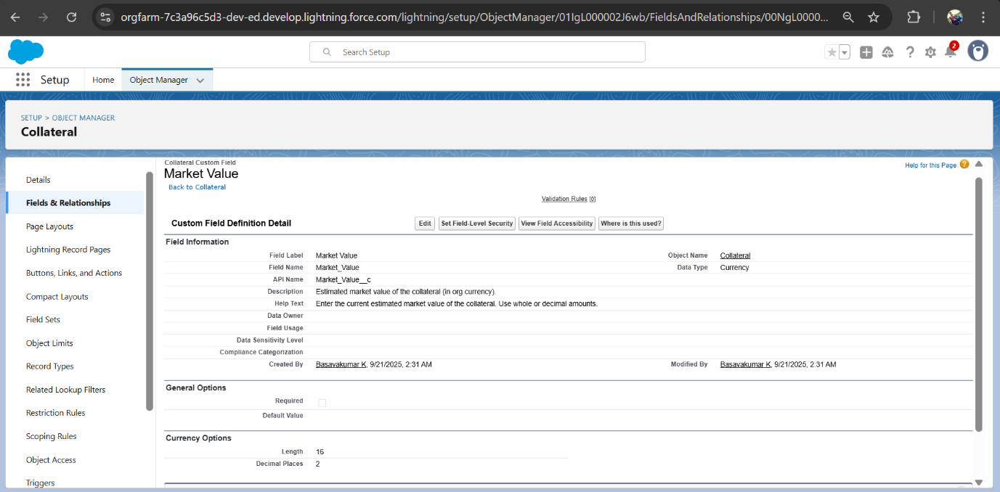 orgfarm-7c3a96c5d3-dev-ed.develop.lightning.force.com/lightning/setup/ObjectManager/01IgL000002J6wb/FieldsAndRelationships/00NgL0000...
Search Setup
2
Setup
Home
Object Manager
SETUP > OBJECT MANAGER
Collateral
Details
Fields & Relationships
Page Layouts
Lightning Record Pages
Buttons, Links, and Actions
Compact Layouts
Field Sets
Object Limits
Record Types
Related Lookup Filters
Restriction Rules
Scoping Rules
Object Access
Triggers
Collateral Custom Field
Market Value
Back to Collateral
Help for this Page ?
Validation Rules [0]
Custom Field Definition Detail
Edit
Set Field-Level Security
View Field Accessibility
Where is this used?
Field Information
Field Label Market Value Object Name Collateral
Field Name Market_Value Data Type Currency
API Name Market_Value__c
Description Estimated market value of the collateral (in org currency).
Help Text Enter the current estimated market value of the collateral. Use whole or decimal amounts.
Data Owner
Field Usage
Data Sensitivity Level
Compliance Categorization
Created By Basavakumar K, 9/21/2025, 2:31 AM Modified By Basavakumar K, 9/21/2025, 2:31 AM
General Options
Required
Default Value
Currency Options
Length 16
Decimal Places 2